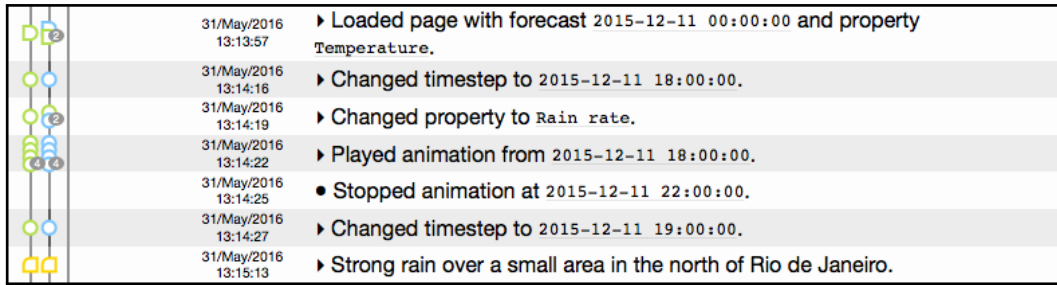 31/May/2016
13:13:57
▸ Loaded page with forecast 2015-12-11 00:00:00 and property
Temperature.
2
31/May/2016
13:14:16
▸ Changed timestep to 2015-12-11 18:00:00.
31/May/2016
13:14:19
▸ Changed property to Rain rate.
2
31/May/2016
13:14:22
▸ Played animation from 2015-12-11 18:00:00.
4 4
31/May/2016
13:14:25
● Stopped animation at 2015-12-11 22:00:00.
31/May/2016
13:14:27
▸ Changed timestep to 2015-12-11 19:00:00.
31/May/2016
13:15:13
▸ Strong rain over a small area in the north of Rio de Janeiro.